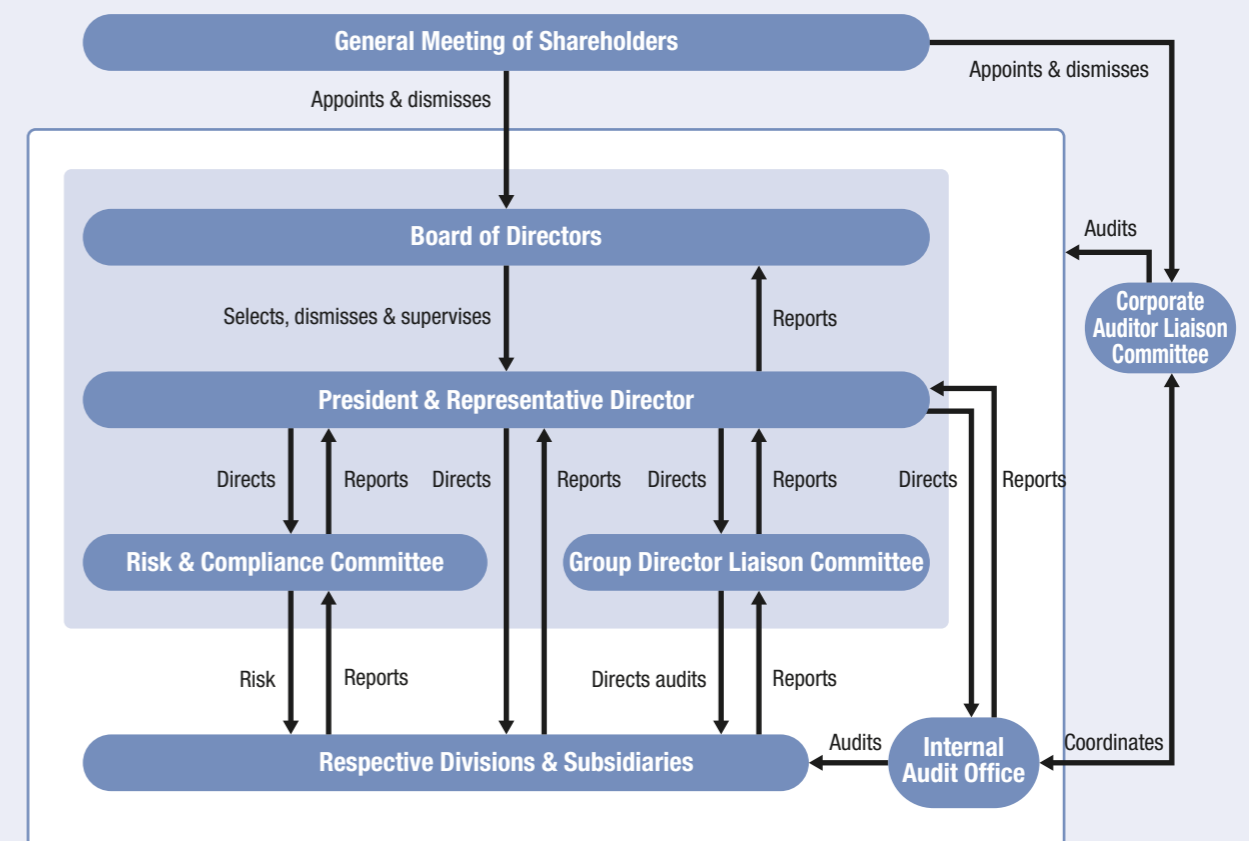 General Meeting of Shareholders
Appoints & dismisses
Appoints & dismisses
Board of Directors
Audits
Corporate
Auditor Liaison
Committee
Selects, dismisses & supervises
Reports
President & Representative Director
Directs
Reports
Directs
Reports
Directs
Reports
Directs
Reports
Risk & Compliance Committee
Group Director Liaison Committee
Risk
Reports
Directs audits
Reports
Respective Divisions & Subsidiaries
Audits
Internal
Audit Office
Coordinates